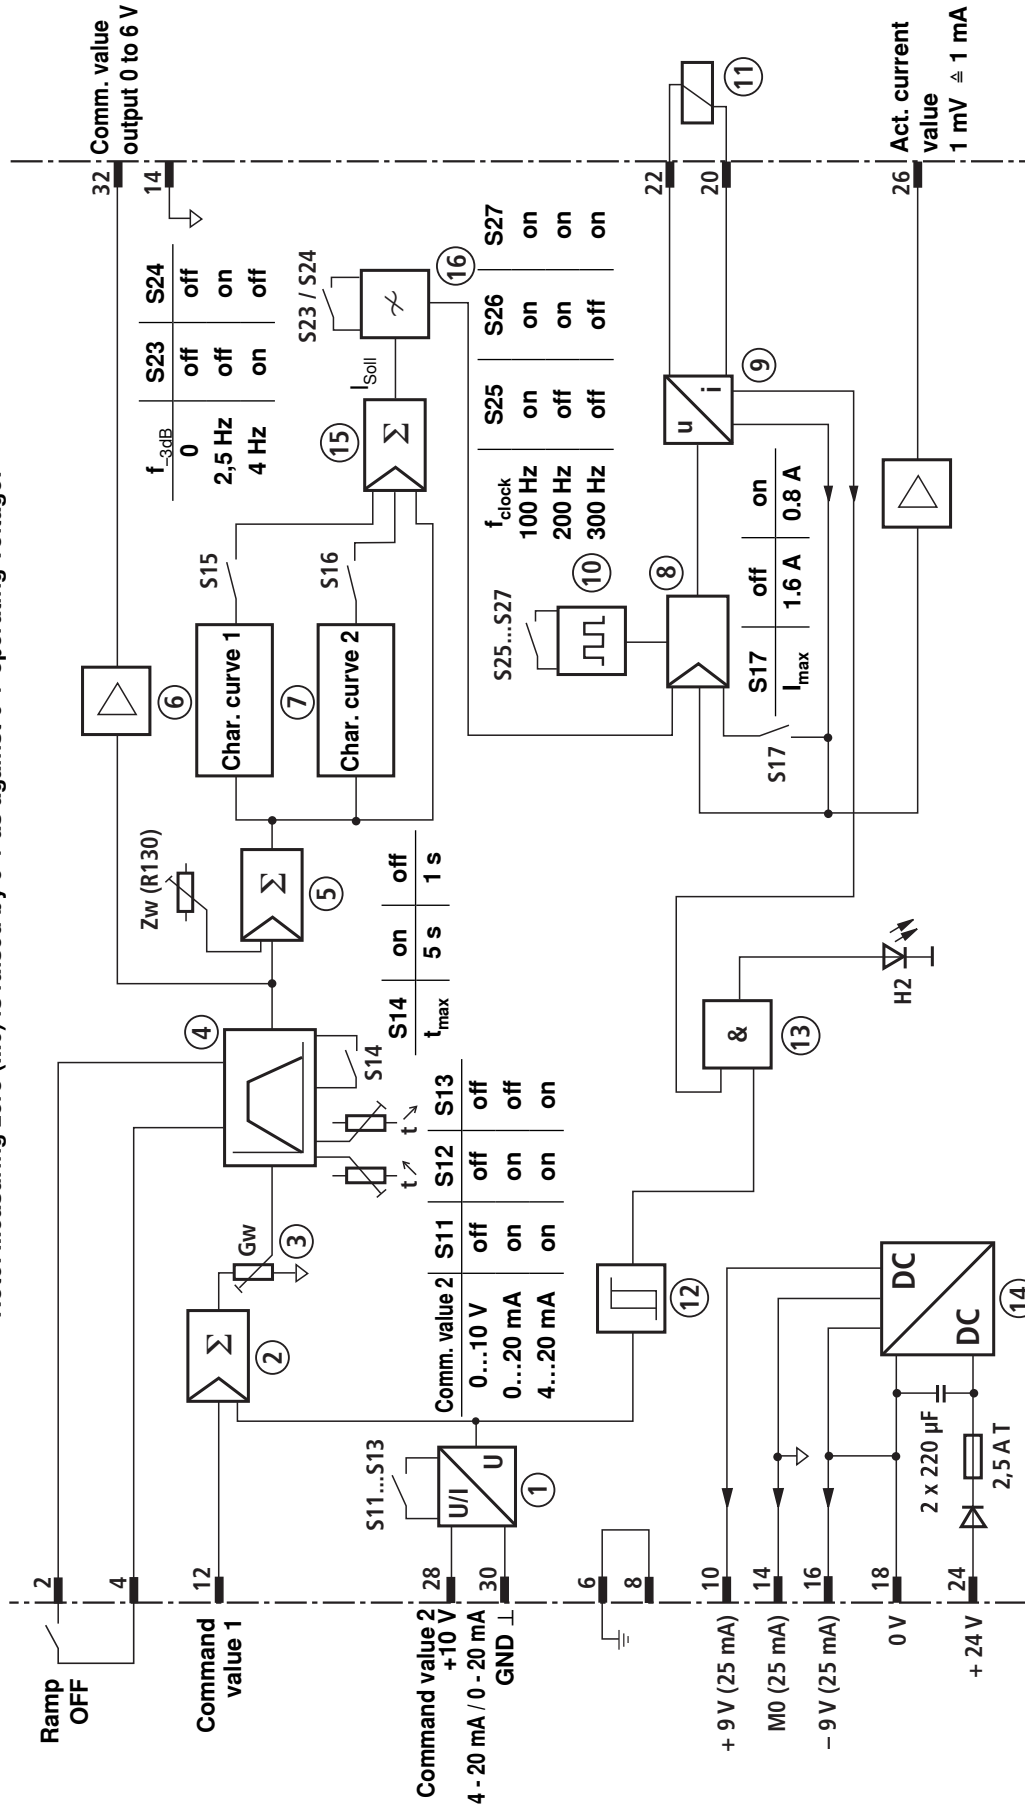 Ramp
OFF
2
4
Command
value 1
12
Command value 2
+10 V
4 - 20 mA / 0 - 20 mA
GND ⊥
28
30
6
8
+ 9 V (25 mA)
10
M0 (25 mA)
14
− 9 V (25 mA)
16
0 V
18
+ 24 V
24
S11...S13
U/I
U
1
2 x 220 µF
2,5 A T
DC
DC
14
Σ
2
Gw
3
4
t
t
S14
Comm. value 2 S11 S12 S13
0...10 V off off off
0...20 mA on on off
4...20 mA on on on
S14 on off
tmax 5 s 1 s
12
&
13
H2
Zw (R130)
Σ
5
6
Char. curve 1
7
Char. curve 2
S15
S16
Σ
15
ISoll
S23 / S24
16
f−3dB S23 S24
0 off off
2,5 Hz off on
4 Hz on off
32
14
Comm. value
output 0 to 6 V
S25...S27
10
fclock S25 S26 S27
100 Hz on on on
200 Hz off on on
300 Hz off off on
8
S17
S17 off on
Imax 1.6 A 0.8 A
u
i
9
22
20
11
26
Act. current
value
1 mV ≙ 1 mA